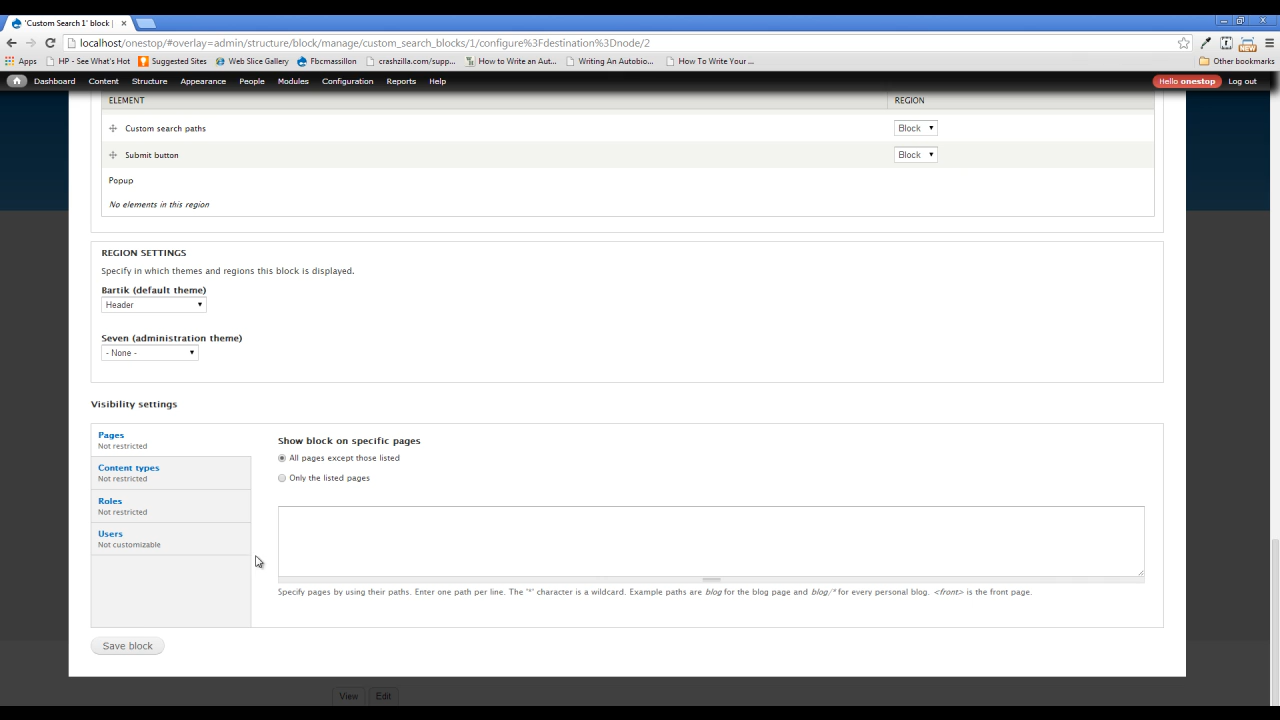 'Custom Search 1' block |
localhost/onestop/#overlay=admin/structure/block/manage/custom_search_blocks/1/configure%3Fdestination%3Dnode/2
Apps HP - See What's Hot Suggested Sites Web Slice Gallery Fbcmassillon crashzilla.com/supp... How to Write an Aut... Writing An Autobio... How To Write Your ... Other bookmarks
NEW
Dashboard Content Structure Appearance People Modules Configuration Reports Help Hello onestop Log out
ELEMENT REGION
Custom search paths Block
Submit button Block
Popup
No elements in this region
REGION SETTINGS
Specify in which themes and regions this block is displayed.
Bartik (default theme)
Header
Seven (administration theme)
- None -
Visibility settings
Pages
Not restricted
Content types
Not restricted
Roles
Not restricted
Users
Not customizable
Show block on specific pages
All pages except those listed
Only the listed pages
Specify pages by using their paths. Enter one path per line. The '*' character is a wildcard. Example paths are blog for the blog page and blog/* for every personal blog. <front> is the front page.
Save block
View Edit